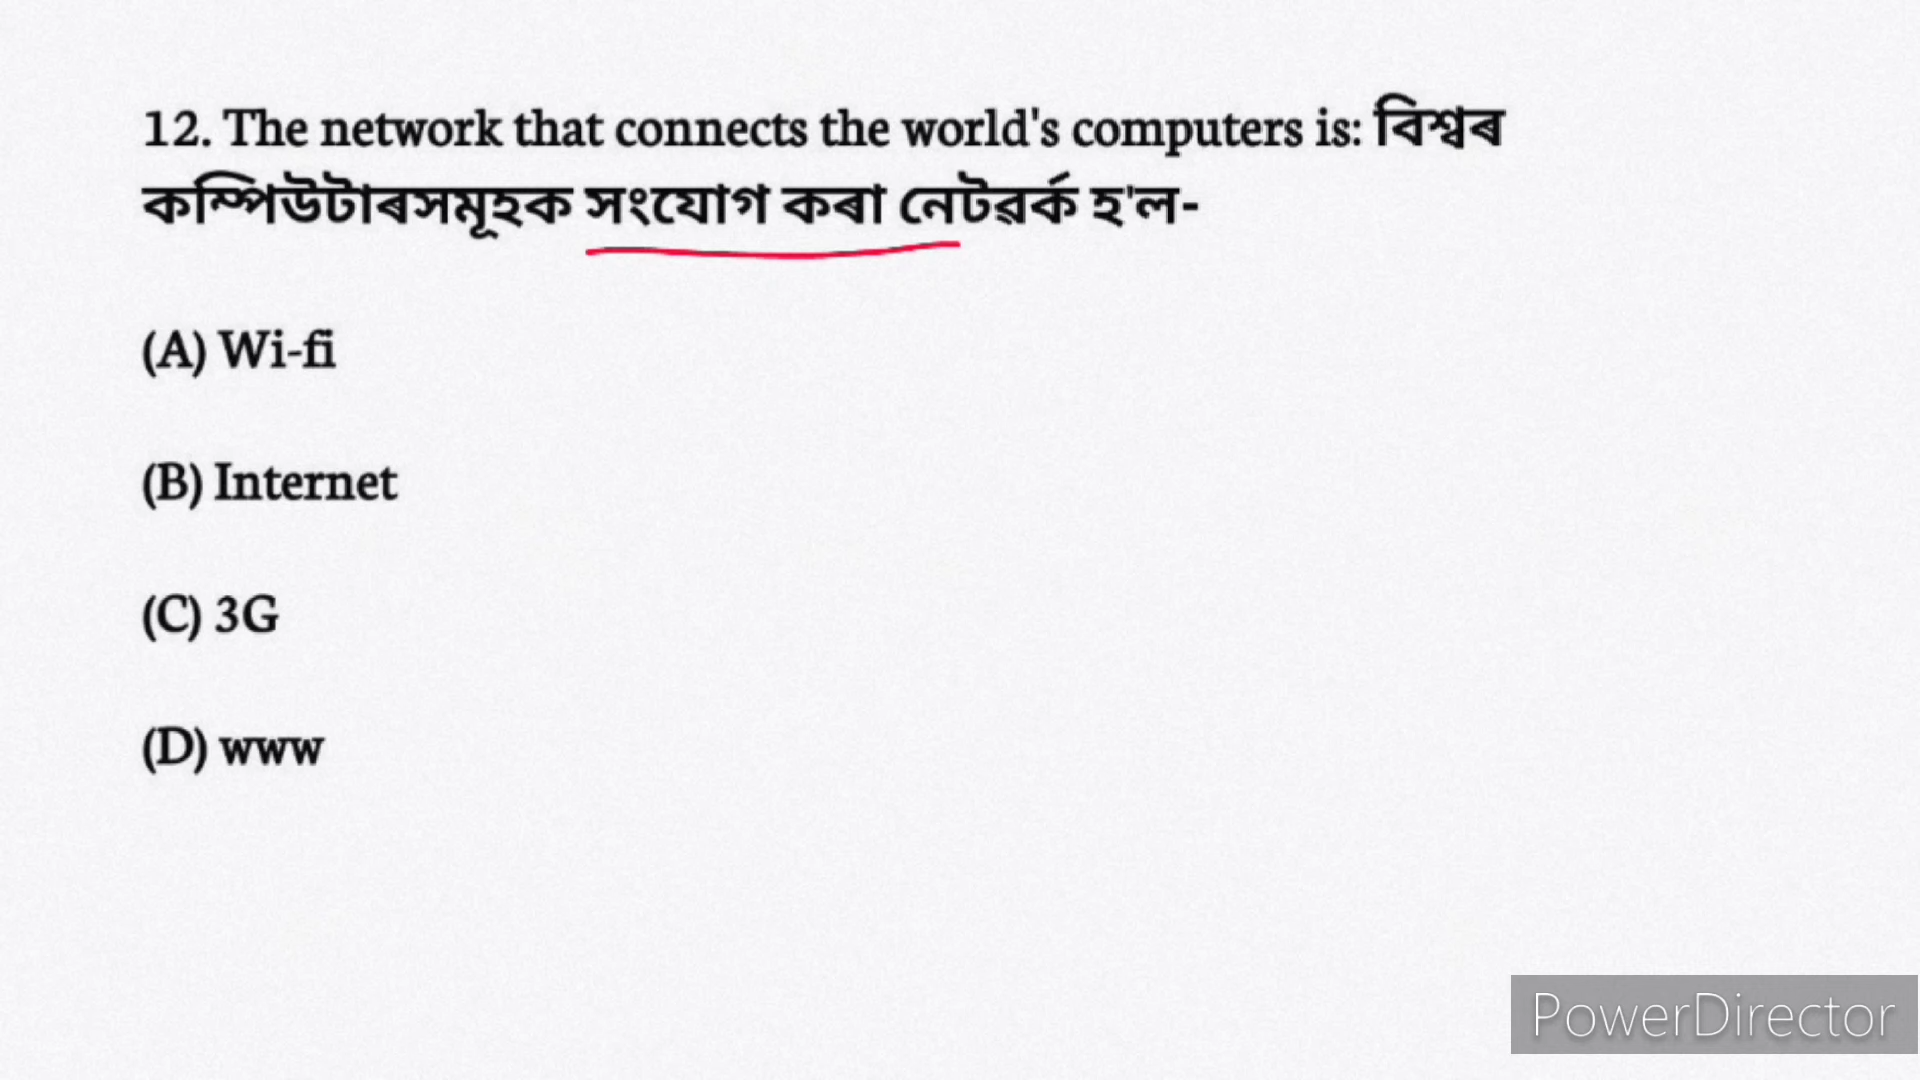 12. The network that connects the world's computers is: বিশ্বৰ
কম্পিউটাৰসমূহক সংযোগ কৰা নেটৱৰ্ক হ'ল-
(A) Wi-fi
(B) Internet
(C) 3G
(D) www
PowerDirector